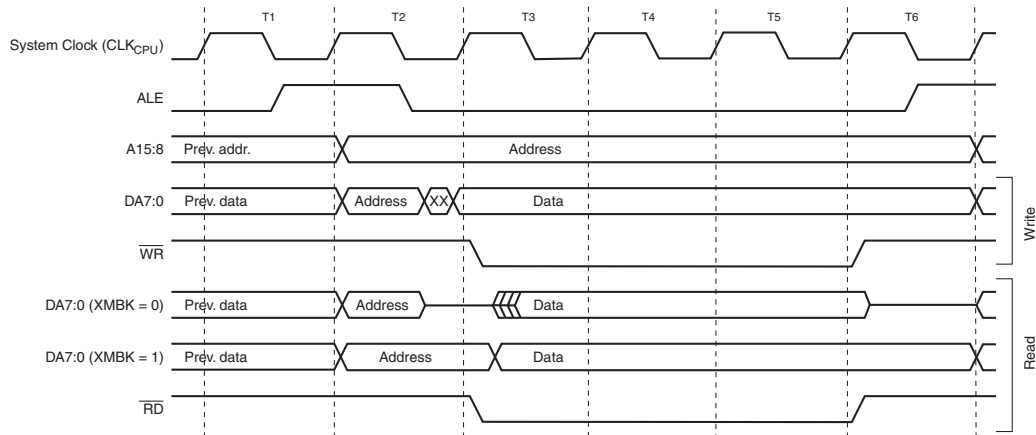 T1 T2 T3 T4 T5 T6
System Clock (CLKCPU)
ALE
A15:8 Prev. addr. Address
DA7:0 Prev. data Address XX Data
WR
Write
DA7:0 (XMBK = 0) Prev. data Address Data
DA7:0 (XMBK = 1) Prev. data Address Data
RD
Read